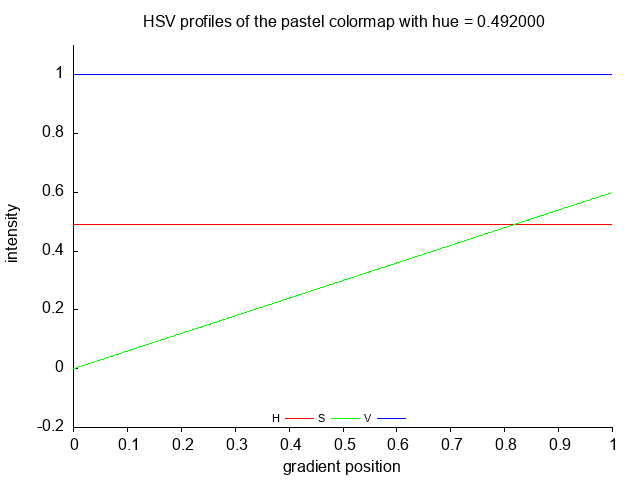 HSV profiles of the pastel colormap with hue = 0.492000
1
0.8
0.6
0.4
0.2
0
-0.2
intensity
H S V
0 0.1 0.2 0.3 0.4 0.5 0.6 0.7 0.8 0.9 1
gradient position